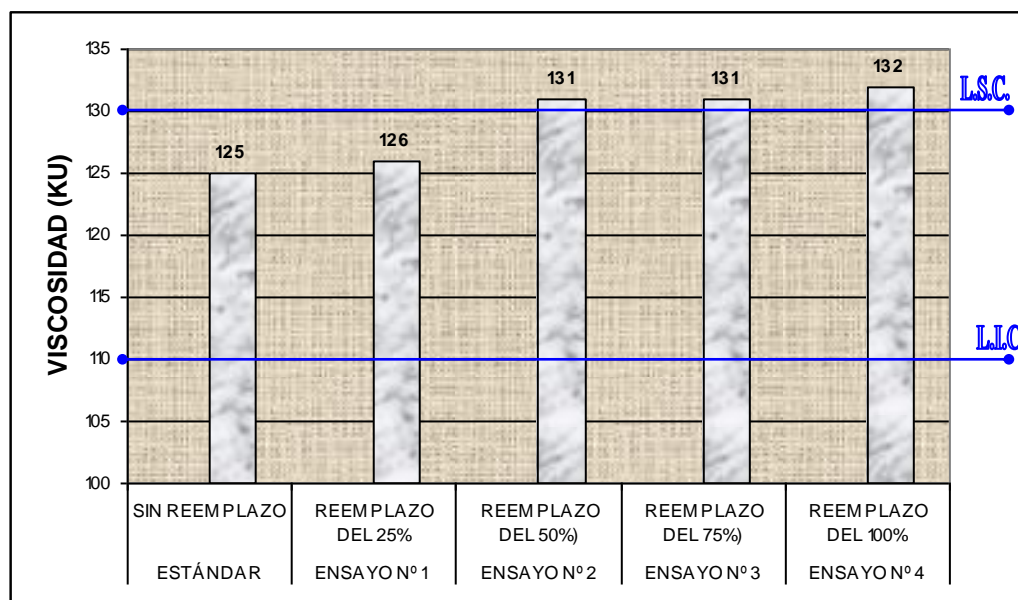 VISCOSIDAD (KU)
135
130
125
120
115
110
105
100
125
126
131
131
132
L.S.C.
L.I.C
SIN REEMPLAZO
REEMPLAZO
DEL 25%
REEMPLAZO
DEL 50%)
REEMPLAZO
DEL 75%)
REEMPLAZO
DEL 100%
ESTÁNDAR
ENSAYO Nº 1
ENSAYO Nº 2
ENSAYO Nº 3
ENSAYO Nº 4